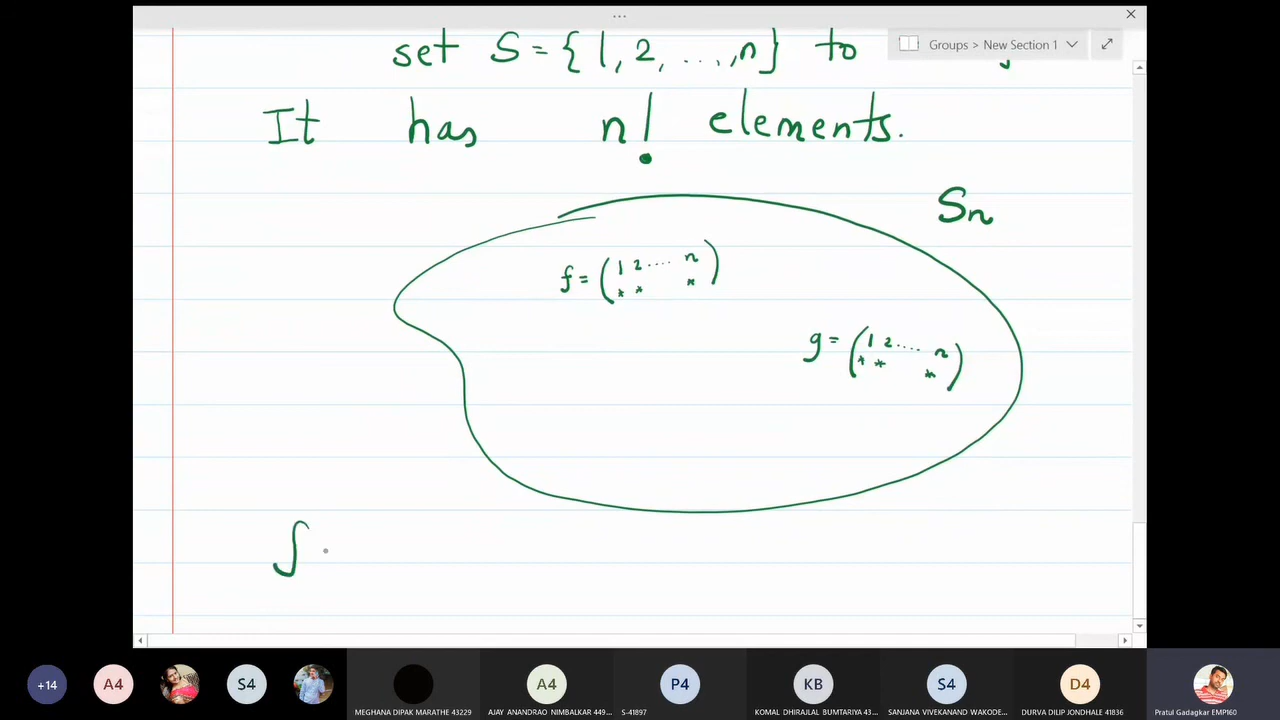 ...
Groups > New Section 1
set S = {1, 2, ..., n} to
It has n! elements.
Sn
f = (1 2 .... n
* * *)
g = (1 2 .... n
* * *)
∫
+14
A4
S4
A4
P4
KB
S4
D4
MEGHANA DIPAK MARATHE 43229
AJAY ANANDRAO NIMBALKAR 449...
S-41897
KOMAL DHIRAJLAL BUMTARIYA 43...
SANJANA VIVEKANAND WAKODE...
DURVA DILIP JONDHALE 41836
Pratul Gadagkar EMP160